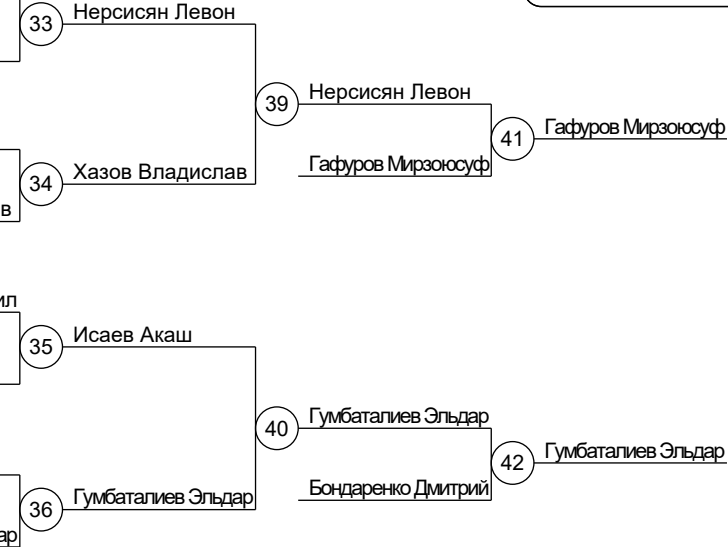 33
Нерсисян Левон
39
Нерсисян Левон
41
Гафуров Мирзоюсуф
Гафуров Мирзоюсуф
34
Хазов Владислав
35
Исаев Акаш
40
Гумбаталиев Эльдар
42
Гумбаталиев Эльдар
Бондаренко Дмитрий
36
Гумбаталиев Эльдар